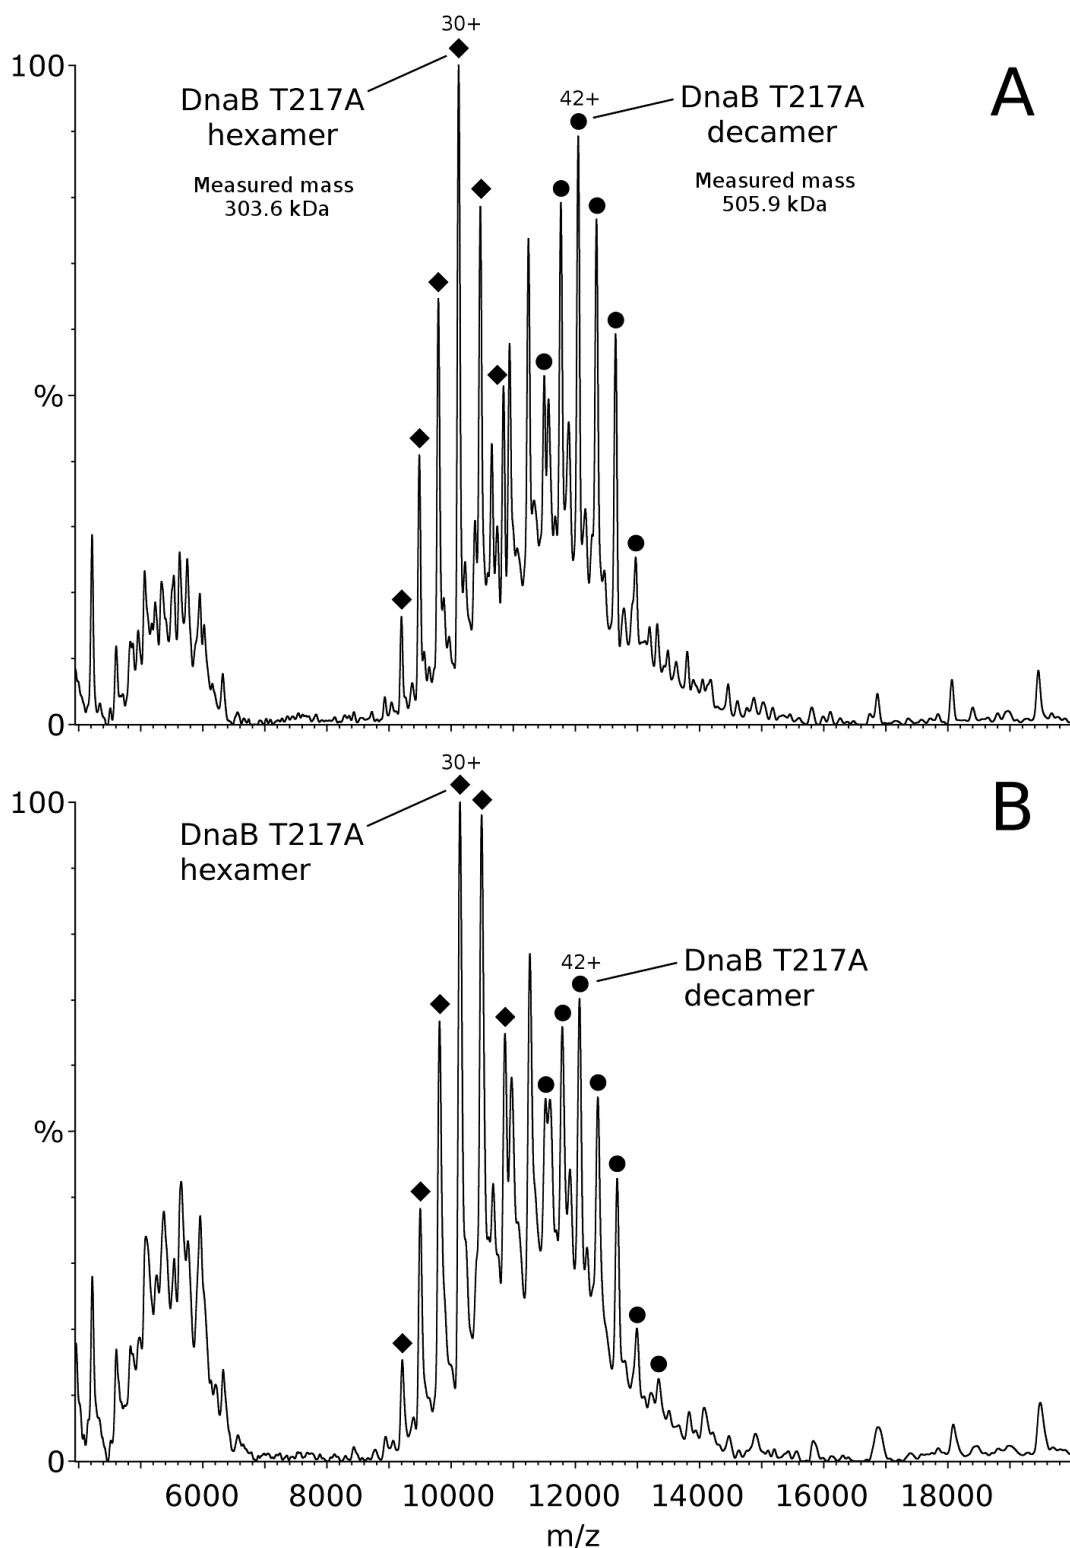 30+
100
DnaB T217A
hexamer
Measured mass
303.6 kDa
42+
DnaB T217A
decamer
Measured mass
505.9 kDa
A
%
0
30+
100
DnaB T217A
hexamer
B
42+
DnaB T217A
decamer
%
0
6000 8000 10000 12000 14000 16000 18000
m/z